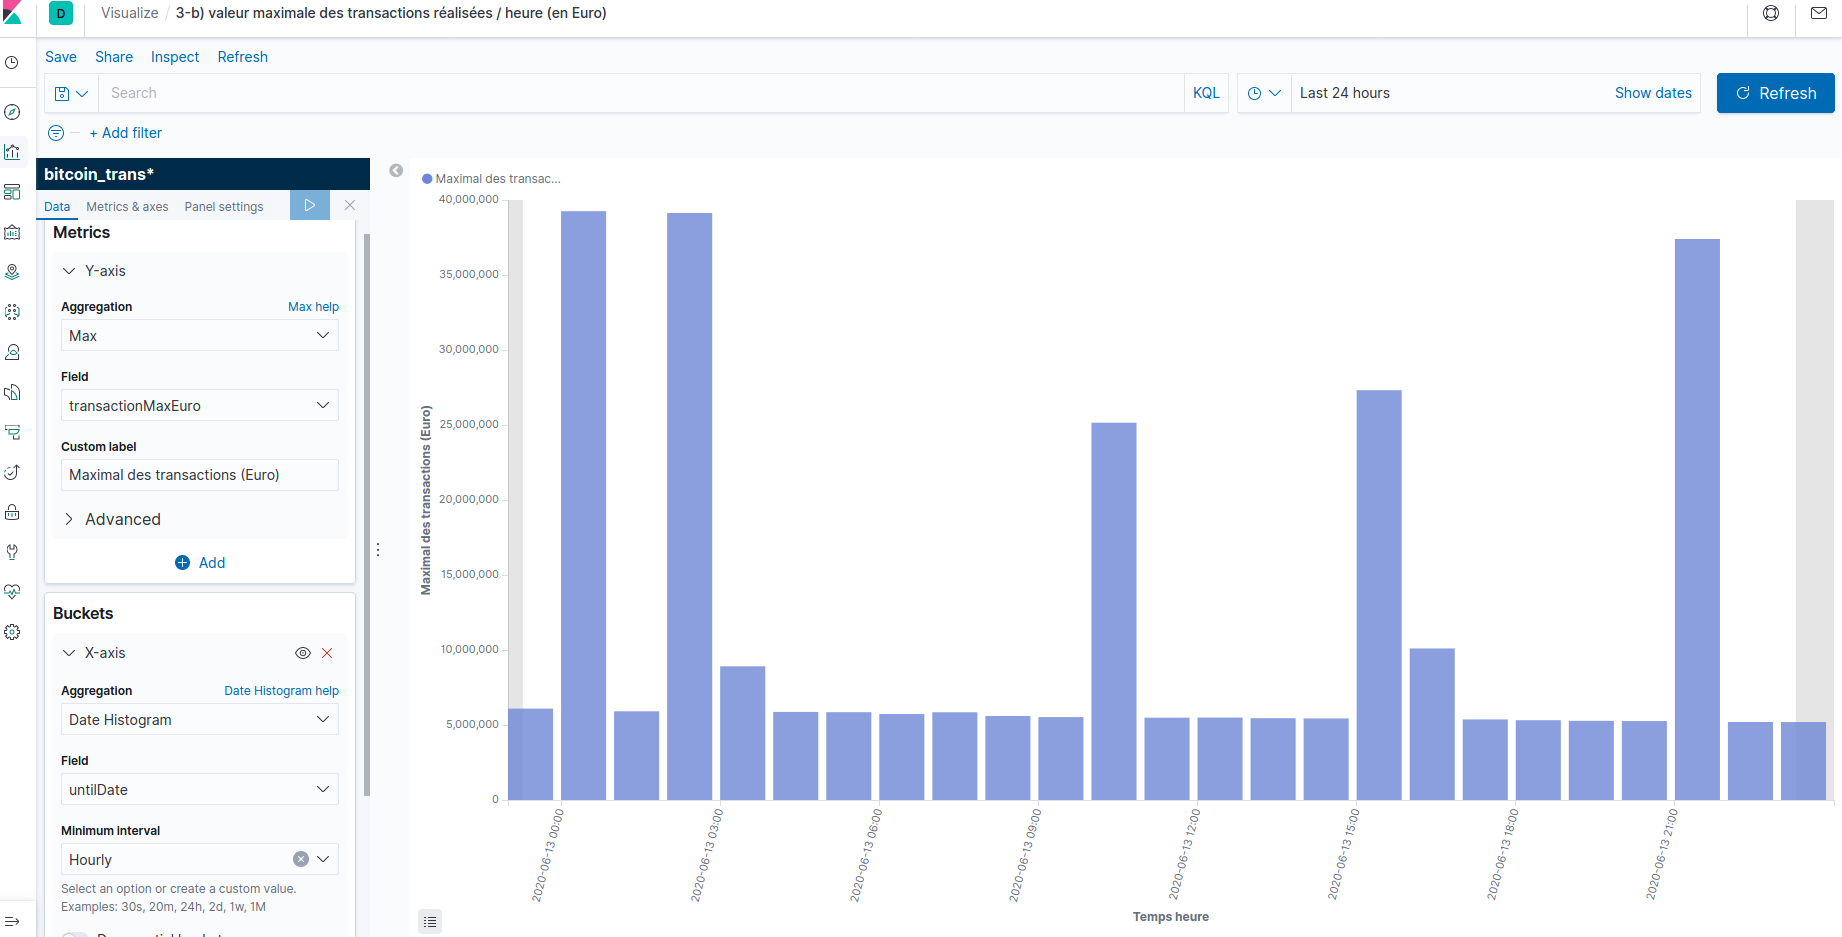 D Visualize / 3-b) valeur maximale des transactions réalisées / heure (en Euro)
Save Share Inspect Refresh
Search KQL Last 24 hours Show dates Refresh
+ Add filter
bitcoin_trans*
Data Metrics & axes Panel settings
Metrics
Y-axis
Aggregation Max help
Max
Field
transactionMaxEuro
Custom label
Maximal des transactions (Euro)
Advanced
Add
Buckets
X-axis
Aggregation Date Histogram help
Date Histogram
Field
untilDate
Minimum interval
Hourly
Select an option or create a custom value.
Examples: 30s, 20m, 24h, 2d, 1w, 1M
Maximal des transac...
40,000,000
35,000,000
30,000,000
25,000,000
20,000,000
15,000,000
10,000,000
5,000,000
0
Maximal des transactions (Euro)
2020-06-13 00:00
2020-06-13 03:00
2020-06-13 06:00
2020-06-13 09:00
2020-06-13 12:00
2020-06-13 15:00
2020-06-13 18:00
2020-06-13 21:00
Temps heure